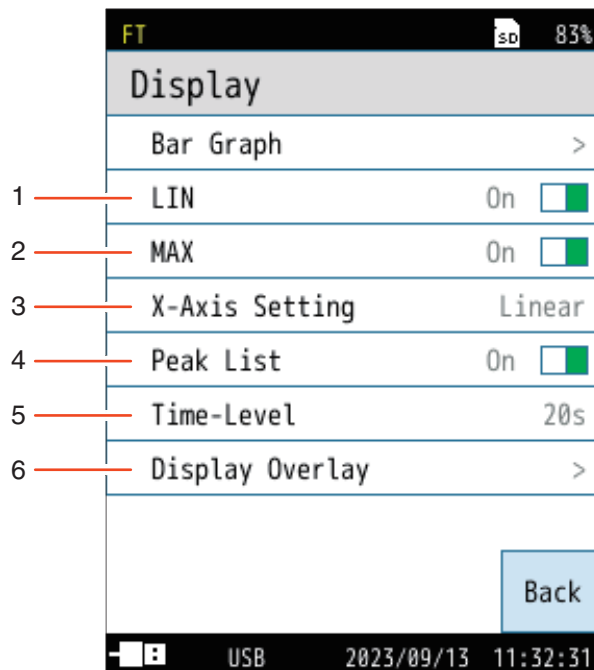 FT SD 83%
Display
Bar Graph >
1 LIN On
2 MAX On
3 X-Axis Setting Linear
4 Peak List On
5 Time-Level 20s
6 Display Overlay >
Back
USB 2023/09/13 11:32:31